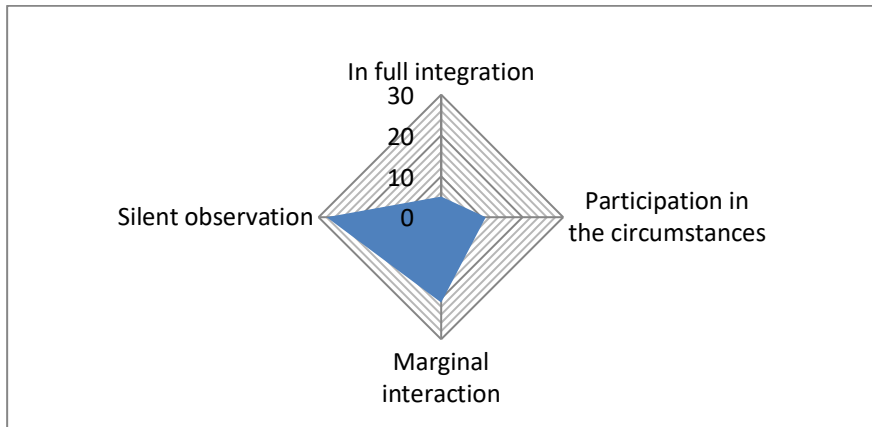 In full integration
30
20
10
0
Silent observation
Participation in
the circumstances
Marginal
interaction